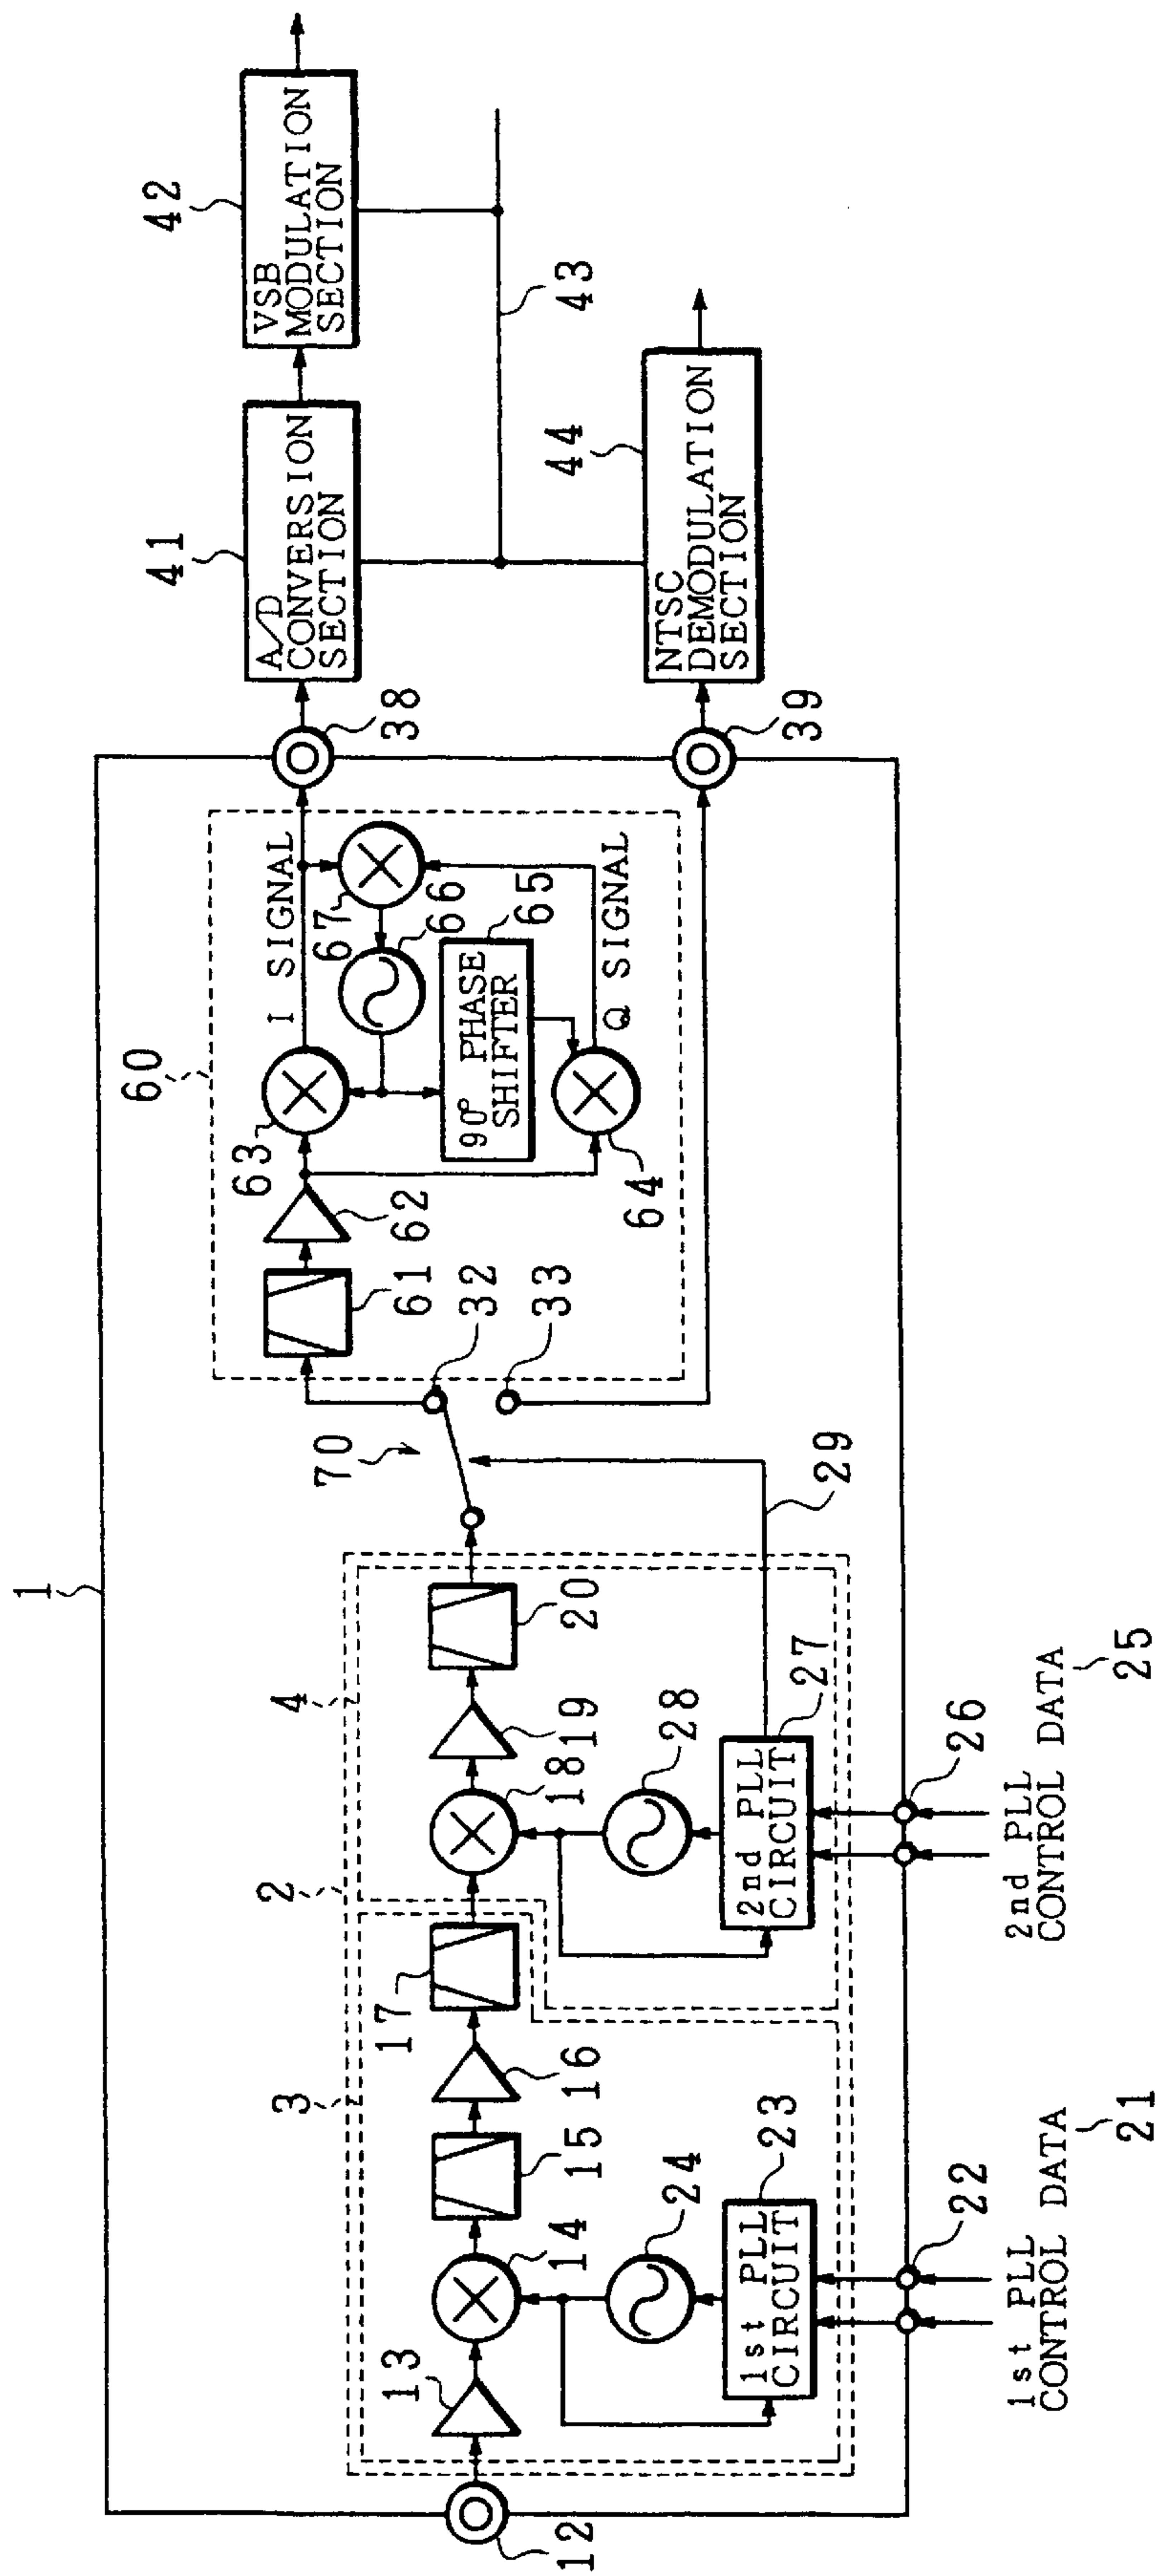 1
60
42
VSB
MODULATION
SECTION
41
A/D
CONVERSION
SECTION
43
44
NTSC
DEMODULATION
SECTION
38
39
I SIGNAL
67
66
65
90° PHASE
SHIFTER
Q SIGNAL
63
62
64
61
32
33
70
29
2
3
4
20
19
18
28
27
2nd PLL
CIRCUIT
26
2nd PLL
CONTROL DATA
25
17
16
15
14
13
24
23
1st PLL
CIRCUIT
22
1st PLL
CONTROL DATA
21
12